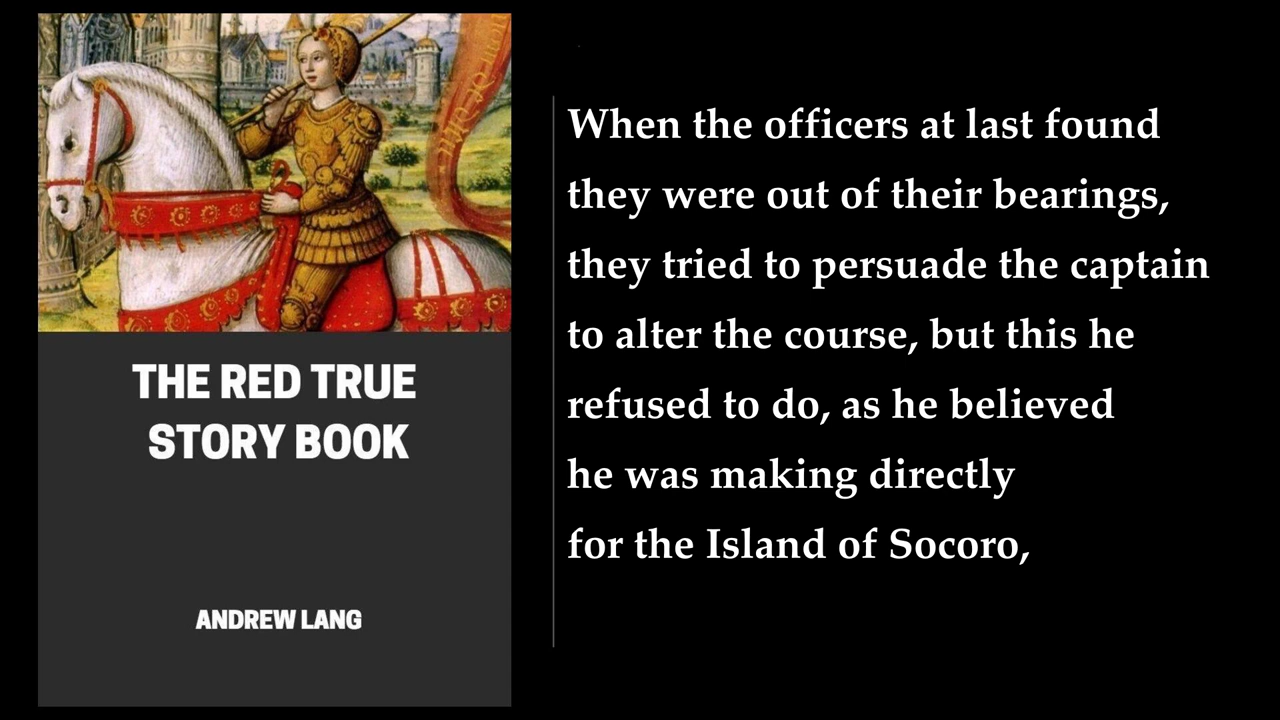 THE RED TRUE
STORY BOOK
ANDREW LANG
When the officers at last found
they were out of their bearings,
they tried to persuade the captain
to alter the course, but this he
refused to do, as he believed
he was making directly
for the Island of Socoro,